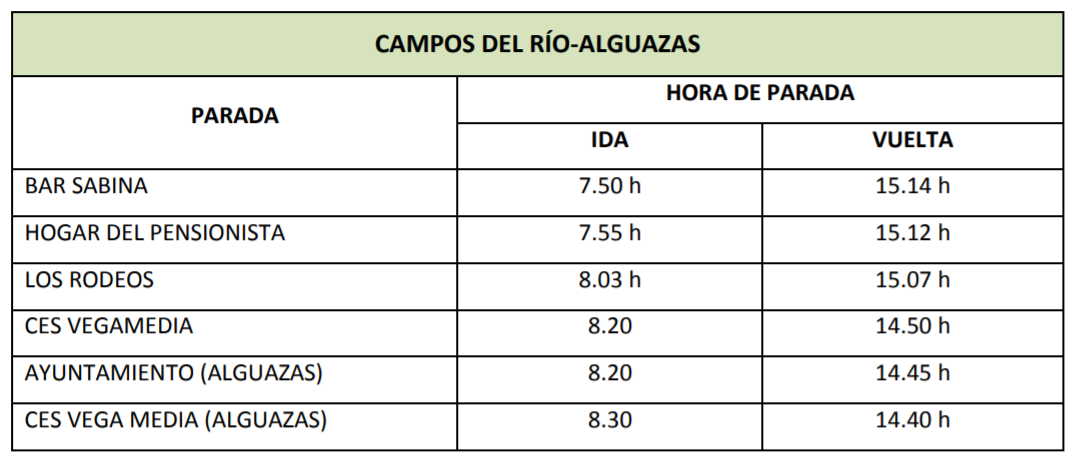 CAMPOS DEL RÍO-ALGUAZAS
PARADA
HORA DE PARADA
IDA VUELTA
BAR SABINA 7.50 h 15.14 h
HOGAR DEL PENSIONISTA 7.55 h 15.12 h
LOS RODEOS 8.03 h 15.07 h
CES VEGAMEDIA 8.20 14.50 h
AYUNTAMIENTO (ALGUAZAS) 8.20 14.45 h
CES VEGA MEDIA (ALGUAZAS) 8.30 14.40 h